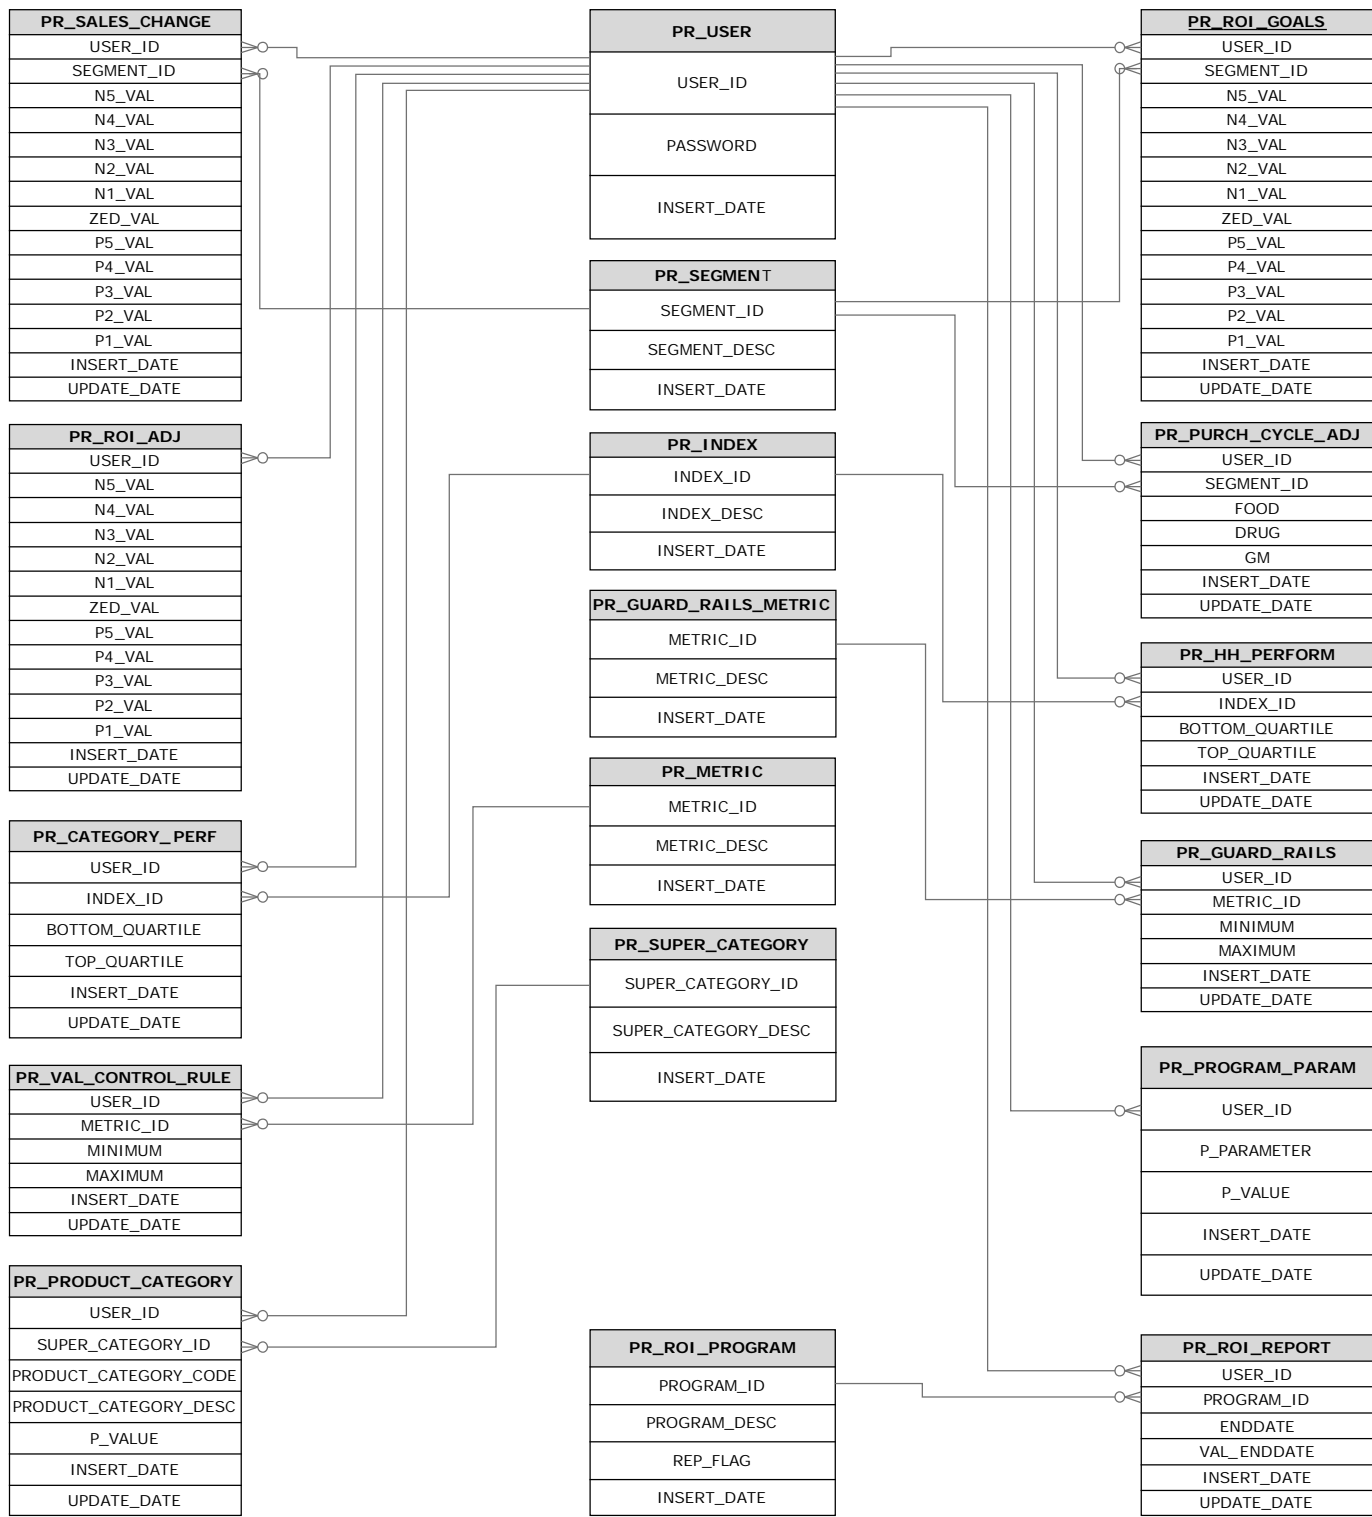 PR_SALES_CHANGE
USER_ID
SEGMENT_ID
N5_VAL
N4_VAL
N3_VAL
N2_VAL
N1_VAL
ZED_VAL
P5_VAL
P4_VAL
P3_VAL
P2_VAL
P1_VAL
INSERT_DATE
UPDATE_DATE
PR_ROI_ADJ
USER_ID
N5_VAL
N4_VAL
N3_VAL
N2_VAL
N1_VAL
ZED_VAL
P5_VAL
P4_VAL
P3_VAL
P2_VAL
P1_VAL
INSERT_DATE
UPDATE_DATE
PR_CATEGORY_PERF
USER_ID
INDEX_ID
BOTTOM_QUARTILE
TOP_QUARTILE
INSERT_DATE
UPDATE_DATE
PR_VAL_CONTROL_RULE
USER_ID
METRIC_ID
MINIMUM
MAXIMUM
INSERT_DATE
UPDATE_DATE
PR_PRODUCT_CATEGORY
USER_ID
SUPER_CATEGORY_ID
PRODUCT_CATEGORY_CODE
PRODUCT_CATEGORY_DESC
P_VALUE
INSERT_DATE
UPDATE_DATE
PR_USER
USER_ID
PASSWORD
INSERT_DATE
PR_SEGMENT
SEGMENT_ID
SEGMENT_DESC
INSERT_DATE
PR_INDEX
INDEX_ID
INDEX_DESC
INSERT_DATE
PR_GUARD_RAILS_METRIC
METRIC_ID
METRIC_DESC
INSERT_DATE
PR_METRIC
METRIC_ID
METRIC_DESC
INSERT_DATE
PR_SUPER_CATEGORY
SUPER_CATEGORY_ID
SUPER_CATEGORY_DESC
INSERT_DATE
PR_ROI_PROGRAM
PROGRAM_ID
PROGRAM_DESC
REP_FLAG
INSERT_DATE
PR_ROI_GOALS
USER_ID
SEGMENT_ID
N5_VAL
N4_VAL
N3_VAL
N2_VAL
N1_VAL
ZED_VAL
P5_VAL
P4_VAL
P3_VAL
P2_VAL
P1_VAL
INSERT_DATE
UPDATE_DATE
PR_PURCH_CYCLE_ADJ
USER_ID
SEGMENT_ID
FOOD
DRUG
GM
INSERT_DATE
UPDATE_DATE
PR_HH_PERFORM
USER_ID
INDEX_ID
BOTTOM_QUARTILE
TOP_QUARTILE
INSERT_DATE
UPDATE_DATE
PR_GUARD_RAILS
USER_ID
METRIC_ID
MINIMUM
MAXIMUM
INSERT_DATE
UPDATE_DATE
PR_PROGRAM_PARAM
USER_ID
P_PARAMETER
P_VALUE
INSERT_DATE
UPDATE_DATE
PR_ROI_REPORT
USER_ID
PROGRAM_ID
ENDDATE
VAL_ENDDATE
INSERT_DATE
UPDATE_DATE